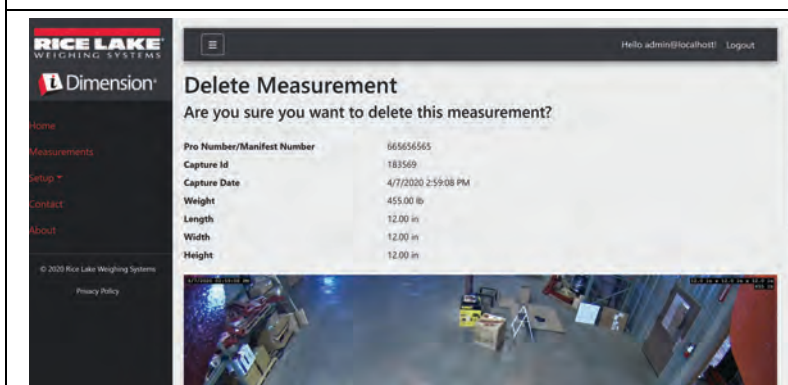 RICE LAKE
WEIGHING SYSTEMS
i Dimension
Home
Measurements
Setup
Contact
About
© 2020 Rice Lake Weighing Systems
Privacy Policy
Hello admin@localhost! Logout
Delete Measurement
Are you sure you want to delete this measurement?
Pro Number/Manifest Number 665656565
Capture Id 183569
Capture Date 4/7/2020 2:59:08 PM
Weight 455.00 lb
Length 12.00 in
Width 12.00 in
Height 12.00 in